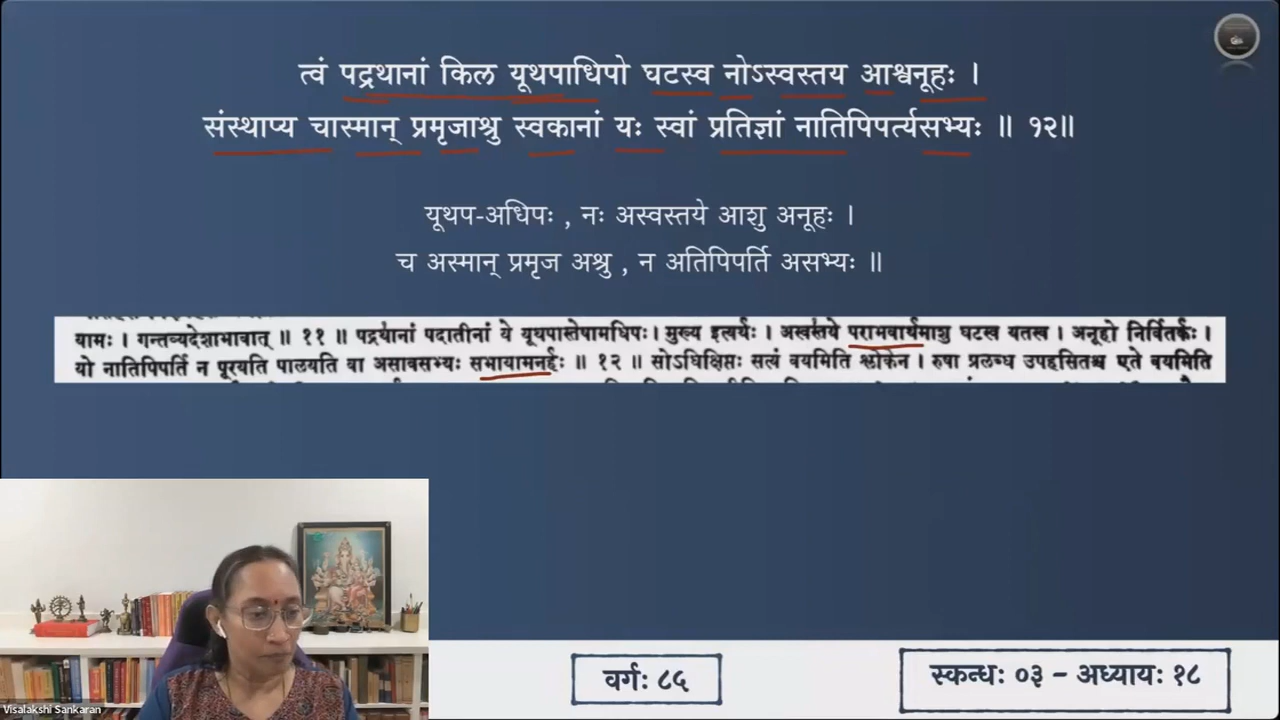 त्वं पद्रथानां किल यूथपाधिपो घटस्व नोऽस्वस्तय आश्वनूहः ।
संस्थाप्य चास्मान् प्रमृजाश्रु स्वकानां यः स्वां प्रतिज्ञां नातिपिपर्त्यसभ्यः ॥ १२॥
यूथप-अधिपः , नः अस्वस्तये आशु अनूहः ।
च अस्मान् प्रमृज अश्रु , न अतिपिपर्ति असभ्यः ॥
यामः । गन्तव्यदेशाभावात् ॥ ११ ॥ पद्रथानां पदातीनां ये यूथपास्तेषामधिपः । मुख्य इत्यर्थः । अस्वस्तये पराभवार्थमाशु घटस्व यतस्व । अनूहो निर्वितर्कः ।
यो नातिपिपर्ति न पूरयति पालयति वा असावसभ्यः सभायामनर्हः ॥ १२ ॥ सोऽधिक्षिप्तः सत्यं वयमिति श्लोकेन । रुषा प्रलब्ध उपहसितश्च एते वयमिति
वर्गः ८५
स्कन्धः ०३ – अध्यायः १८
Visalakshi Sankaran